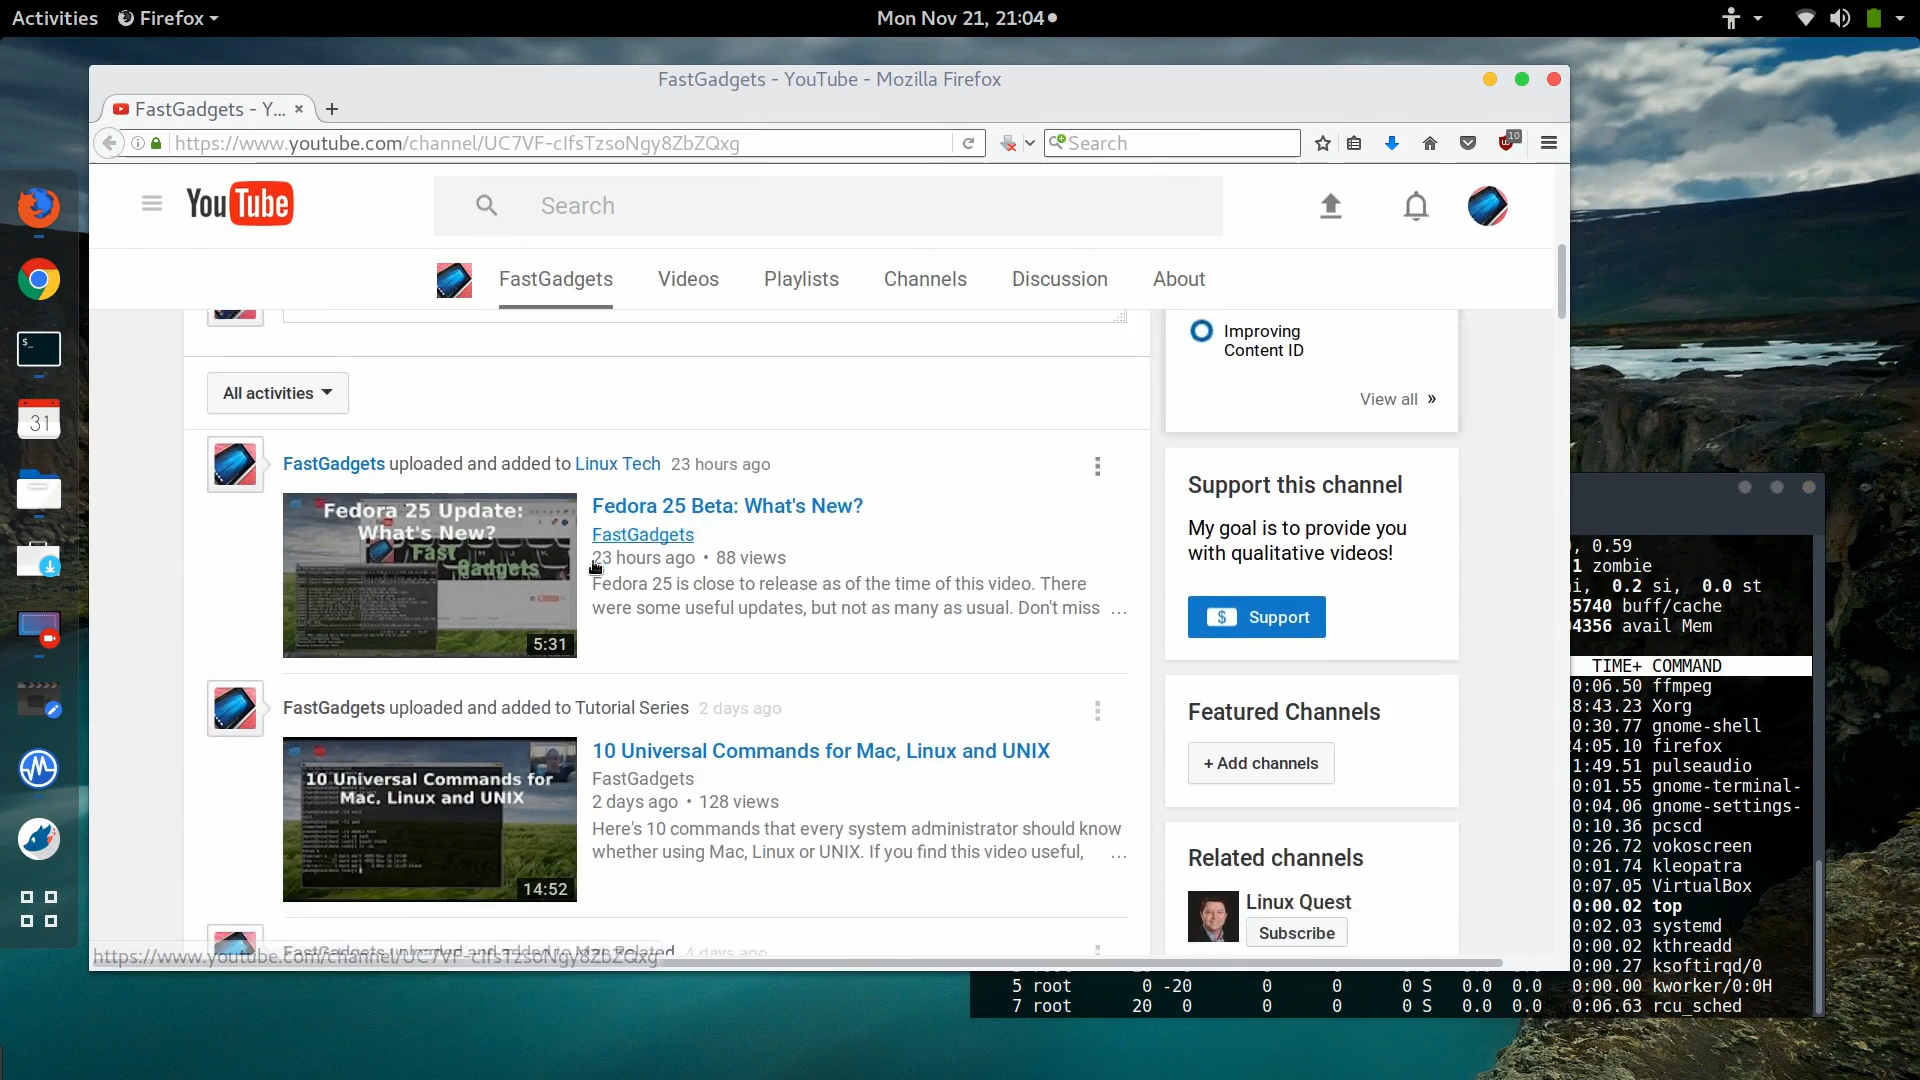 Activities
Firefox
Mon Nov 21, 21:04
FastGadgets - YouTube - Mozilla Firefox
FastGadgets - Y...
https://www.youtube.com/channel/UC7VF-cIfsTzsoNgy8ZbZQxg
Search
10
YouTube
Search
FastGadgets
Videos
Playlists
Channels
Discussion
About
Improving
Content ID
View all »
All activities
FastGadgets uploaded and added to Linux Tech 23 hours ago
Fedora 25 Update:
What's New?
Fast
Gadgets
5:31
Fedora 25 Beta: What's New?
FastGadgets
23 hours ago • 88 views
Fedora 25 is close to release as of the time of this video. There
were some useful updates, but not as many as usual. Don't miss ...
Support this channel
My goal is to provide you
with qualitative videos!
$ Support
FastGadgets uploaded and added to Tutorial Series 2 days ago
10 Universal Commands for
Mac, Linux and UNIX
14:52
10 Universal Commands for Mac, Linux and UNIX
FastGadgets
2 days ago • 128 views
Here's 10 commands that every system administrator should know
whether using Mac, Linux or UNIX. If you find this video useful, ...
Featured Channels
+ Add channels
Related channels
Linux Quest
Subscribe
FastGadgets uploaded and added to Mac Related 4 days ago
https://www.youtube.com/channel/UC7VF-cIfsTzsoNgy8ZbZQxg
31
$_
, 0.59
1 zombie
i, 0.2 si, 0.0 st
5740 buff/cache
4356 avail Mem
TIME+ COMMAND
0:06.50 ffmpeg
8:43.23 Xorg
0:30.77 gnome-shell
4:05.10 firefox
1:49.51 pulseaudio
0:01.55 gnome-terminal-
0:04.06 gnome-settings-
0:10.36 pcscd
0:26.72 vokoscreen
0:01.74 kleopatra
0:07.05 VirtualBox
0:00.02 top
0:02.03 systemd
0:00.02 kthreadd
0:00.27 ksoftirqd/0
5 root 0 -20 0 0 0 S 0.0 0.0 0:00.00 kworker/0:0H
7 root 20 0 0 0 0 S 0.0 0.0 0:06.63 rcu_sched